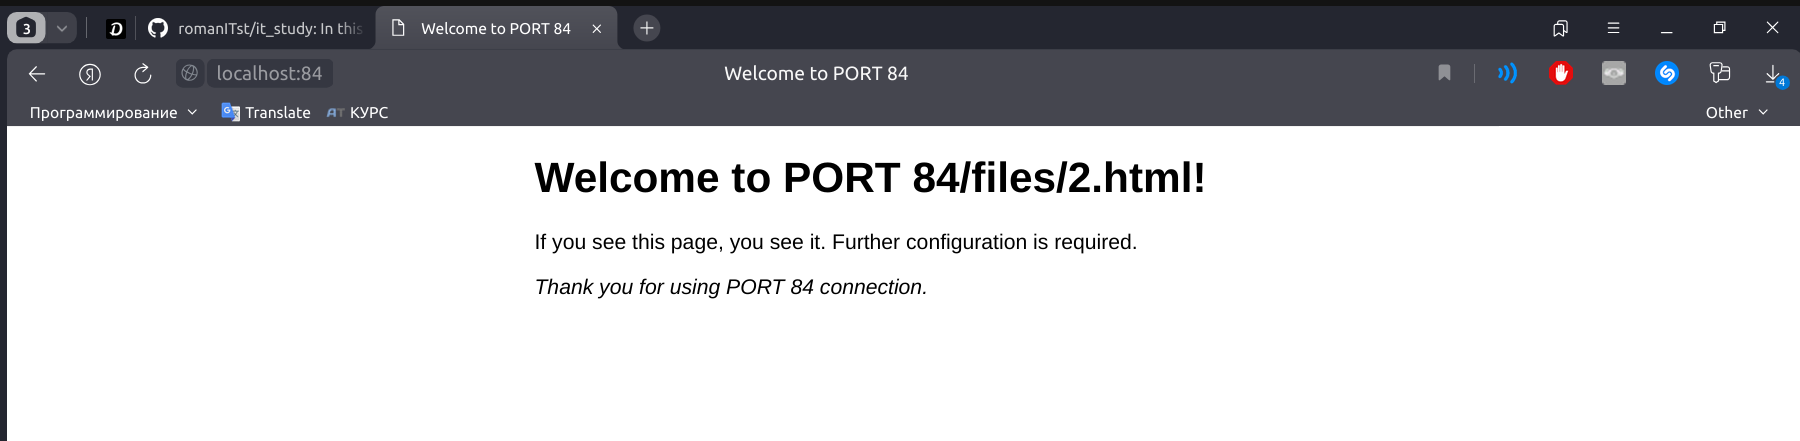 3
romanITst/it_study: In this
Welcome to PORT 84
localhost:84
Welcome to PORT 84
4
Программирование
Translate
КУРС
Other
Welcome to PORT 84/files/2.html!
If you see this page, you see it. Further configuration is required.
Thank you for using PORT 84 connection.